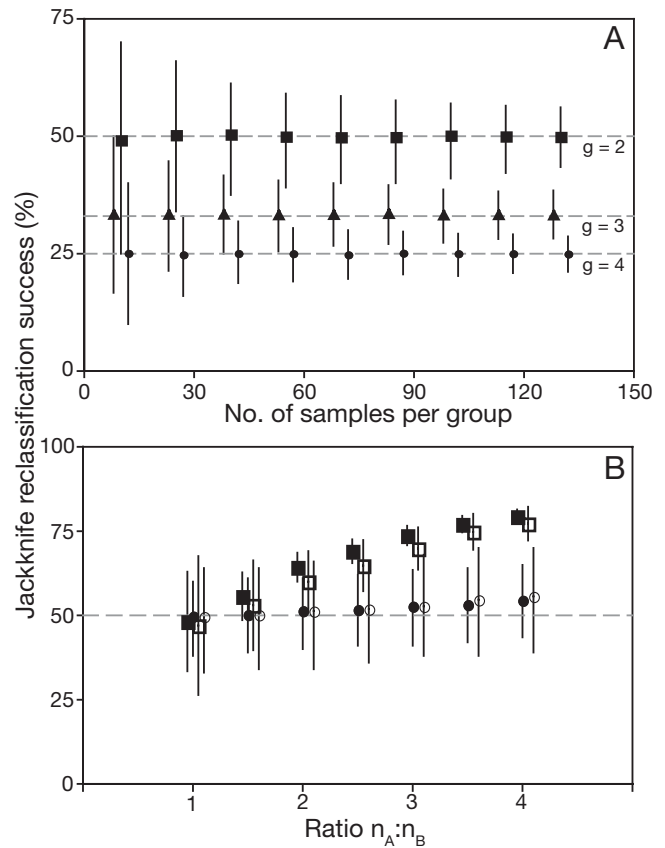 Jackknife reclassification success (%)
75
A
50
g = 2
g = 3
25
g = 4
0
0 30 60 90 120 150
No. of samples per group
100
B
75
50
25
0
1 2 3 4
Ratio nA:nB